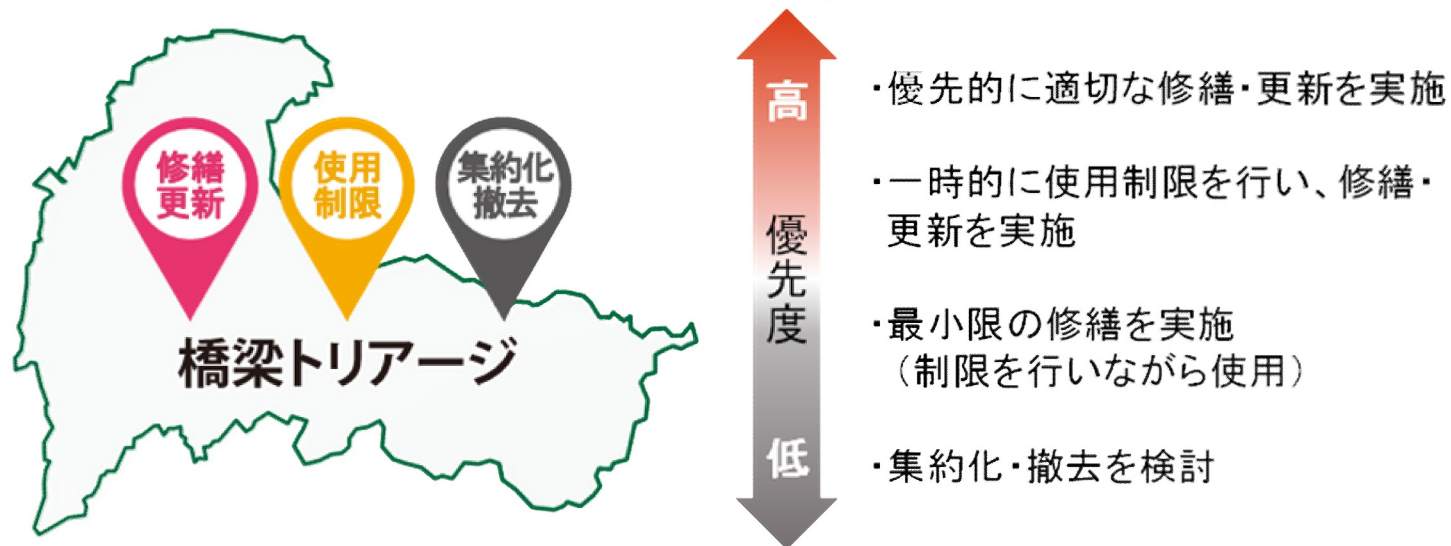 修繕
更新
使用
制限
集約化
撤去
橋梁トリアージ
高
優先度
低
・優先的に適切な修繕・更新を実施
・一時的に使用制限を行い、修繕・
更新を実施
・最小限の修繕を実施
（制限を行いながら使用）
・集約化・撤去を検討